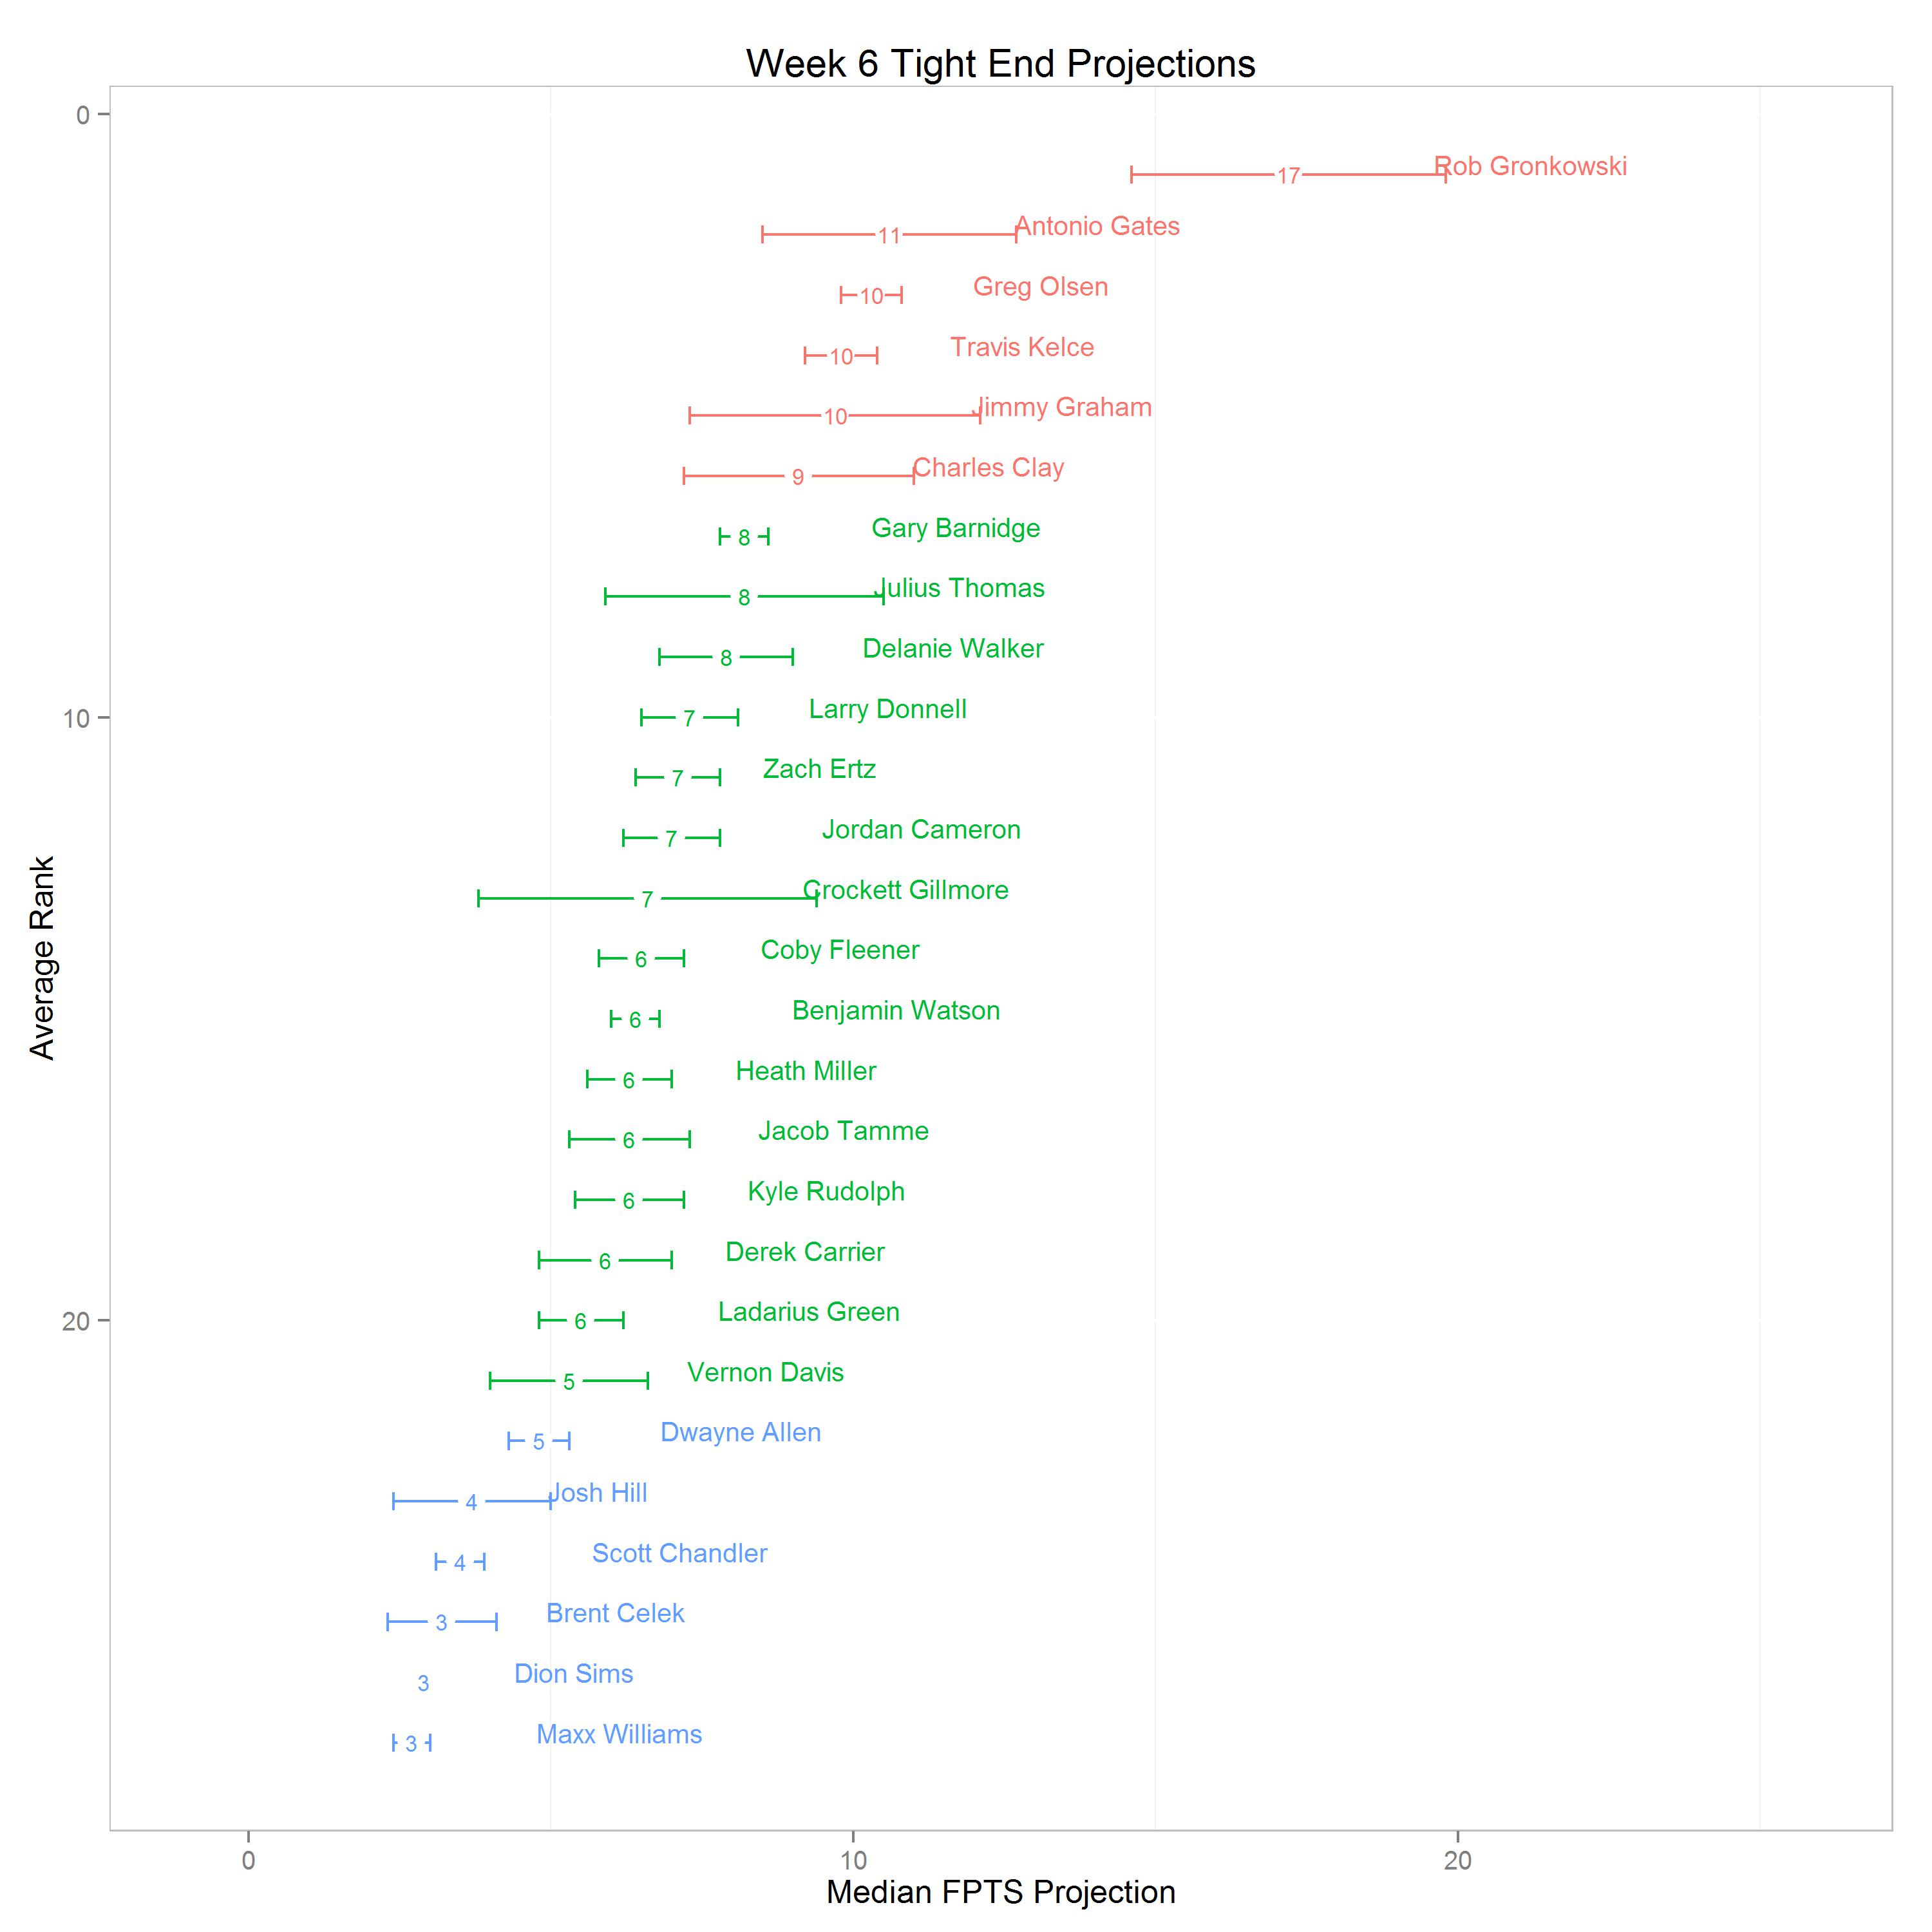 Week 6 Tight End Projections
0
17 Rob Gronkowski
11 Antonio Gates
10 Greg Olsen
10 Travis Kelce
10 Jimmy Graham
9 Charles Clay
8 Gary Barnidge
8 Julius Thomas
8 Delanie Walker
10
7 Larry Donnell
7 Zach Ertz
7 Jordan Cameron
7 Crockett Gillmore
6 Coby Fleener
6 Benjamin Watson
6 Heath Miller
6 Jacob Tamme
6 Kyle Rudolph
6 Derek Carrier
20
6 Ladarius Green
5 Vernon Davis
5 Dwayne Allen
4 Josh Hill
4 Scott Chandler
3 Brent Celek
3 Dion Sims
3 Maxx Williams
Average Rank
0 10 20
Median FPTS Projection